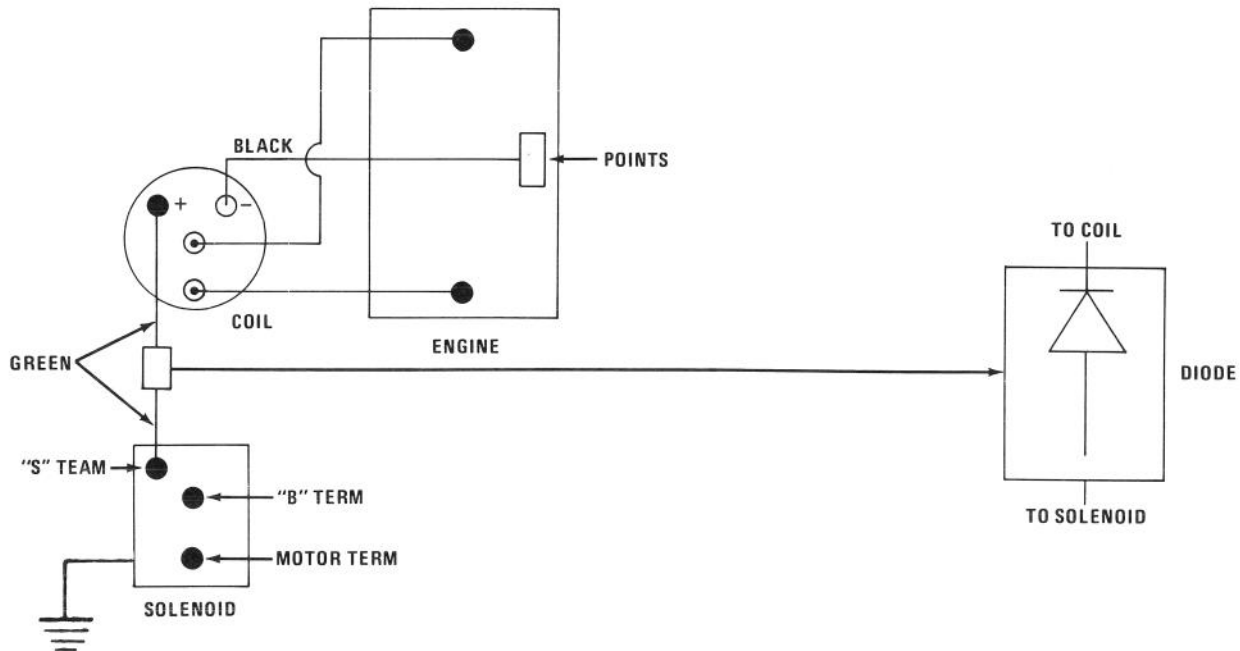 BLACK
POINTS
+
−
COIL
ENGINE
GREEN
TO COIL
DIODE
TO SOLENOID
"S" TEAM
"B" TERM
MOTOR TERM
SOLENOID